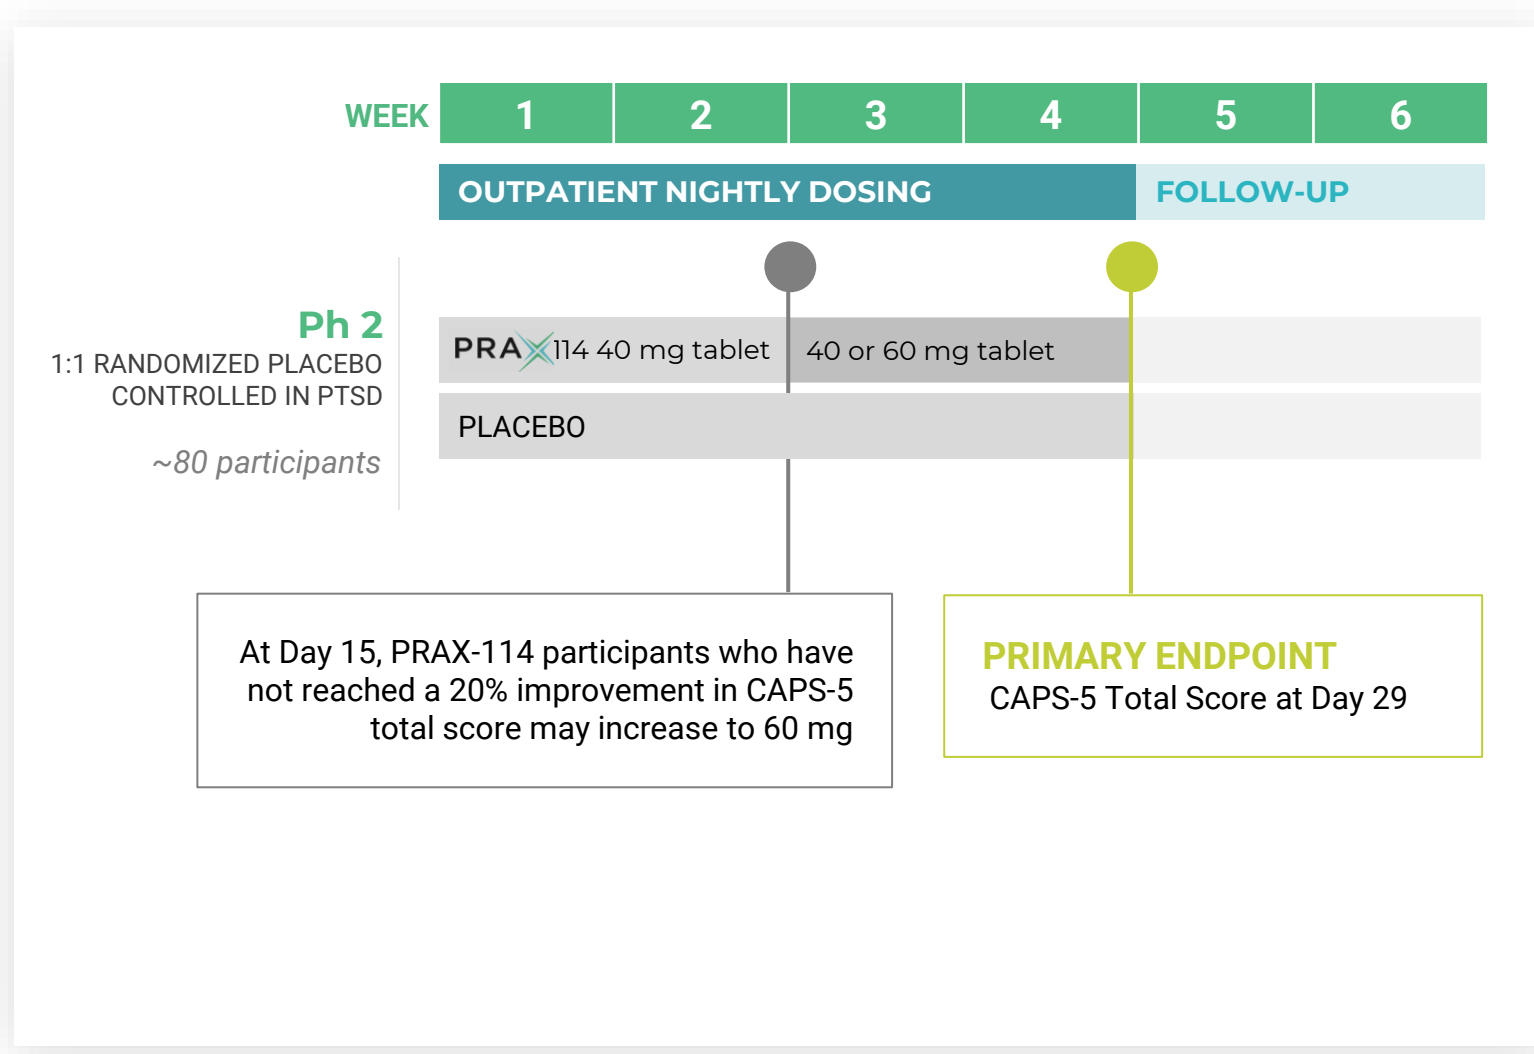 WEEK 1 2 3 4 5 6
OUTPATIENT NIGHTLY DOSING FOLLOW-UP
Ph 2
1:1 RANDOMIZED PLACEBO
CONTROLLED IN PTSD
~80 participants
PRAX 114 40 mg tablet 40 or 60 mg tablet
PLACEBO
At Day 15, PRAX-114 participants who have
not reached a 20% improvement in CAPS-5
total score may increase to 60 mg
PRIMARY ENDPOINT
CAPS-5 Total Score at Day 29